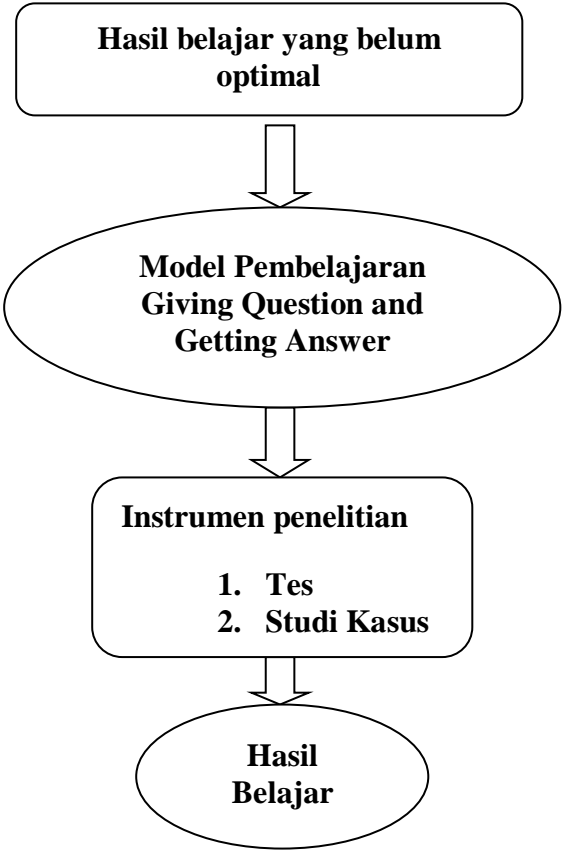 Hasil belajar yang belum
optimal
Model Pembelajaran
Giving Question and
Getting Answer
Instrumen penelitian
1. Tes
2. Studi Kasus
Hasil
Belajar